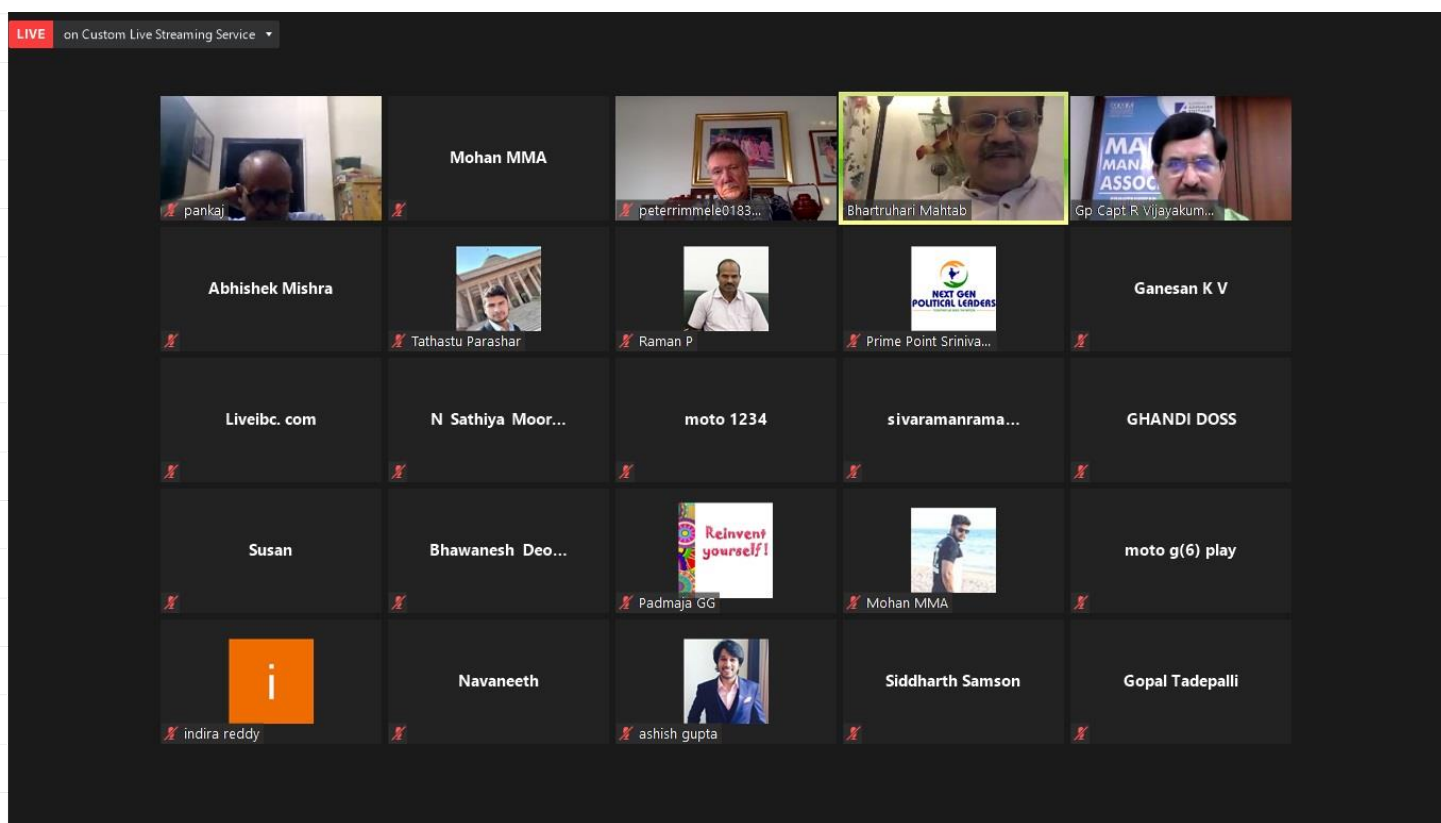 LIVE on Custom Live Streaming Service
pankaj
Mohan MMA
peterrimmele0183...
Bhartruhari Mahtab
MA
MAN
ASSOC
Gp Capt R Vijayakum...
Abhishek Mishra
Tathastu Parashar
Raman P
NEXT GEN
POLITICAL LEADERS
Prime Point Sriniva...
Ganesan K V
Liveibc. com
N Sathiya Moor...
moto 1234
sivaramanrama...
GHANDI DOSS
Susan
Bhawanesh Deo...
Reinvent
yourself!
Padmaja GG
Mohan MMA
moto g(6) play
i
indira reddy
Navaneeth
ashish gupta
Siddharth Samson
Gopal Tadepalli